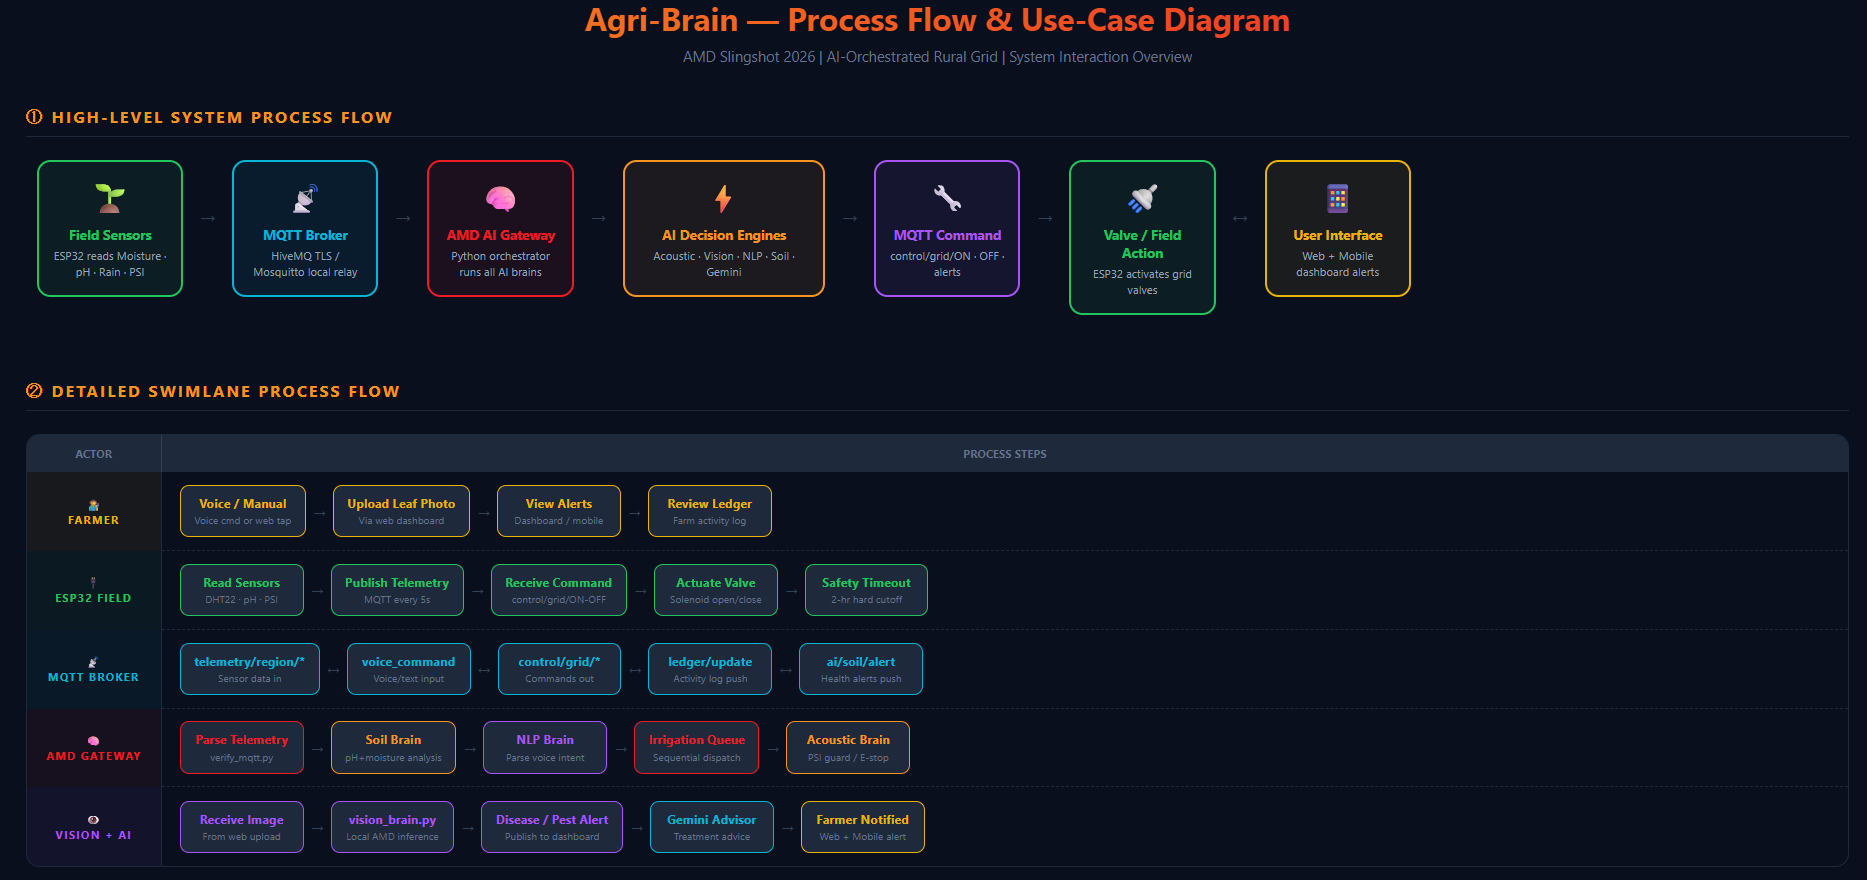 Agri-Brain — Process Flow & Use-Case Diagram
AMD Slingshot 2026 | AI-Orchestrated Rural Grid | System Interaction Overview
① HIGH-LEVEL SYSTEM PROCESS FLOW
Field Sensors
ESP32 reads Moisture ·
pH · Rain · PSI
→
MQTT Broker
HiveMQ TLS /
Mosquitto local relay
→
AMD AI Gateway
Python orchestrator
runs all AI brains
→
AI Decision Engines
Acoustic · Vision · NLP · Soil ·
Gemini
→
MQTT Command
control/grid/ON · OFF ·
alerts
→
Valve / Field
Action
ESP32 activates grid
valves
↔
User Interface
Web + Mobile
dashboard alerts
② DETAILED SWIMLANE PROCESS FLOW
ACTOR
PROCESS STEPS
FARMER
Voice / Manual
Voice cmd or web tap
→
Upload Leaf Photo
Via web dashboard
→
View Alerts
Dashboard / mobile
→
Review Ledger
Farm activity log
ESP32 FIELD
Read Sensors
DHT22 · pH · PSI
→
Publish Telemetry
MQTT every 5s
→
Receive Command
control/grid/ON-OFF
→
Actuate Valve
Solenoid open/close
→
Safety Timeout
2-hr hard cutoff
MQTT BROKER
telemetry/region/*
Sensor data in
↔
voice_command
Voice/text input
↔
control/grid/*
Commands out
↔
ledger/update
Activity log push
↔
ai/soil/alert
Health alerts push
AMD GATEWAY
Parse Telemetry
verify_mqtt.py
→
Soil Brain
pH+moisture analysis
→
NLP Brain
Parse voice intent
→
Irrigation Queue
Sequential dispatch
→
Acoustic Brain
PSI guard / E-stop
VISION + AI
Receive Image
From web upload
→
vision_brain.py
Local AMD inference
→
Disease / Pest Alert
Publish to dashboard
→
Gemini Advisor
Treatment advice
→
Farmer Notified
Web + Mobile alert